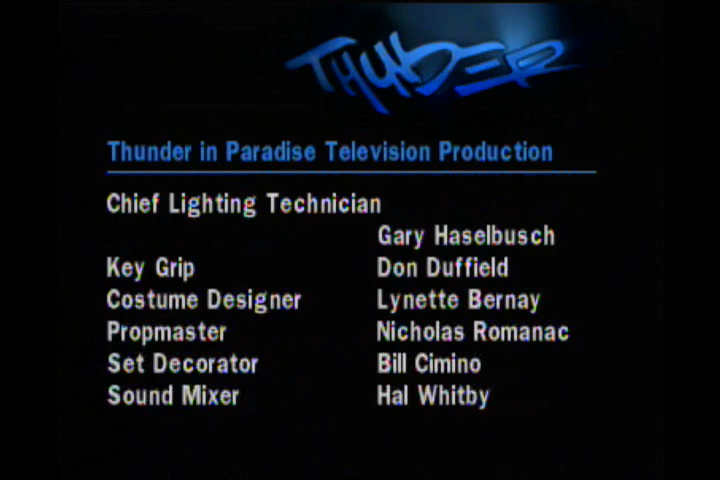 THUNDER
Thunder in Paradise Television Production
Chief Lighting Technician
Gary Haselbusch
Key Grip Don Duffield
Costume Designer Lynette Bernay
Propmaster Nicholas Romanac
Set Decorator Bill Cimino
Sound Mixer Hal Whitby